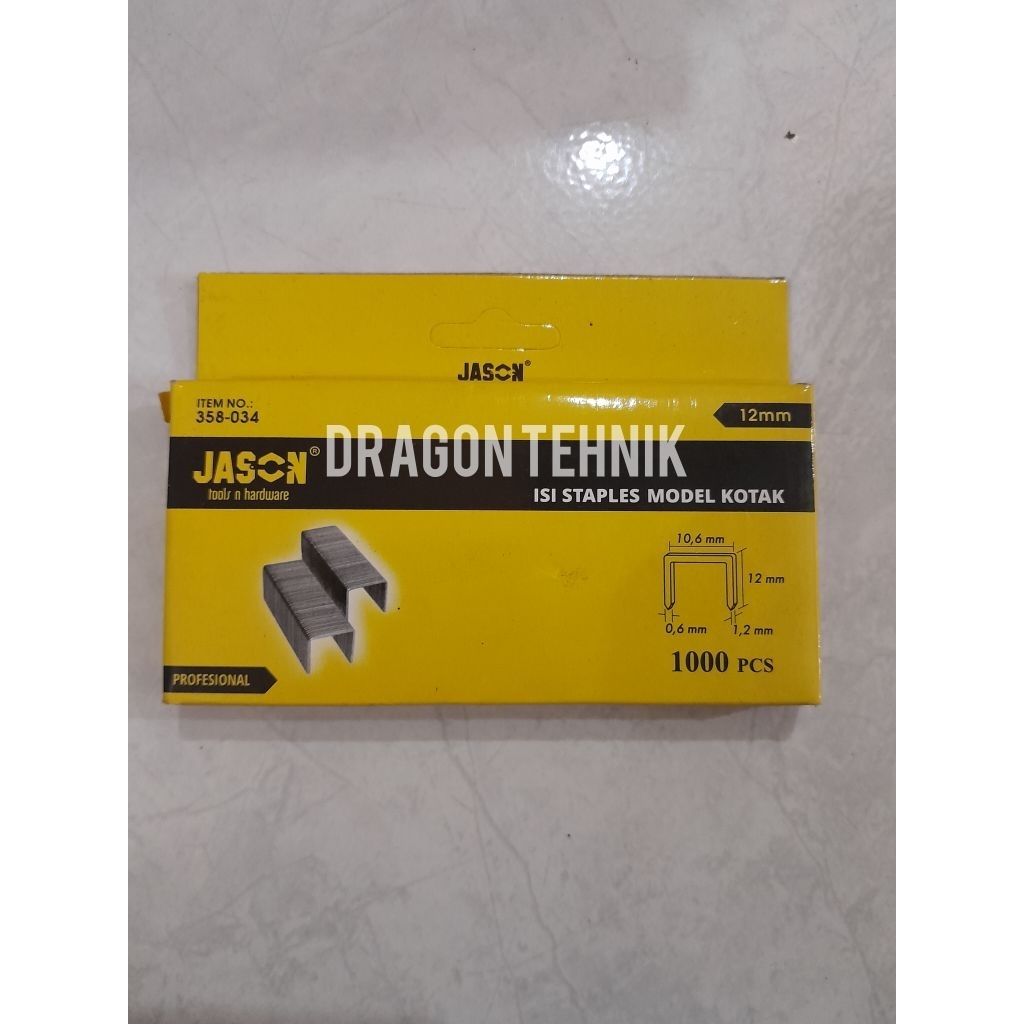 JASON®
ITEM NO.:
358-034
12mm
JASON®
tools n hardware
DRAGON TEHNIK
ISI STAPLES MODEL KOTAK
10,6 mm
12 mm
0,6 mm
1,2 mm
1000 PCS
PROFESIONAL